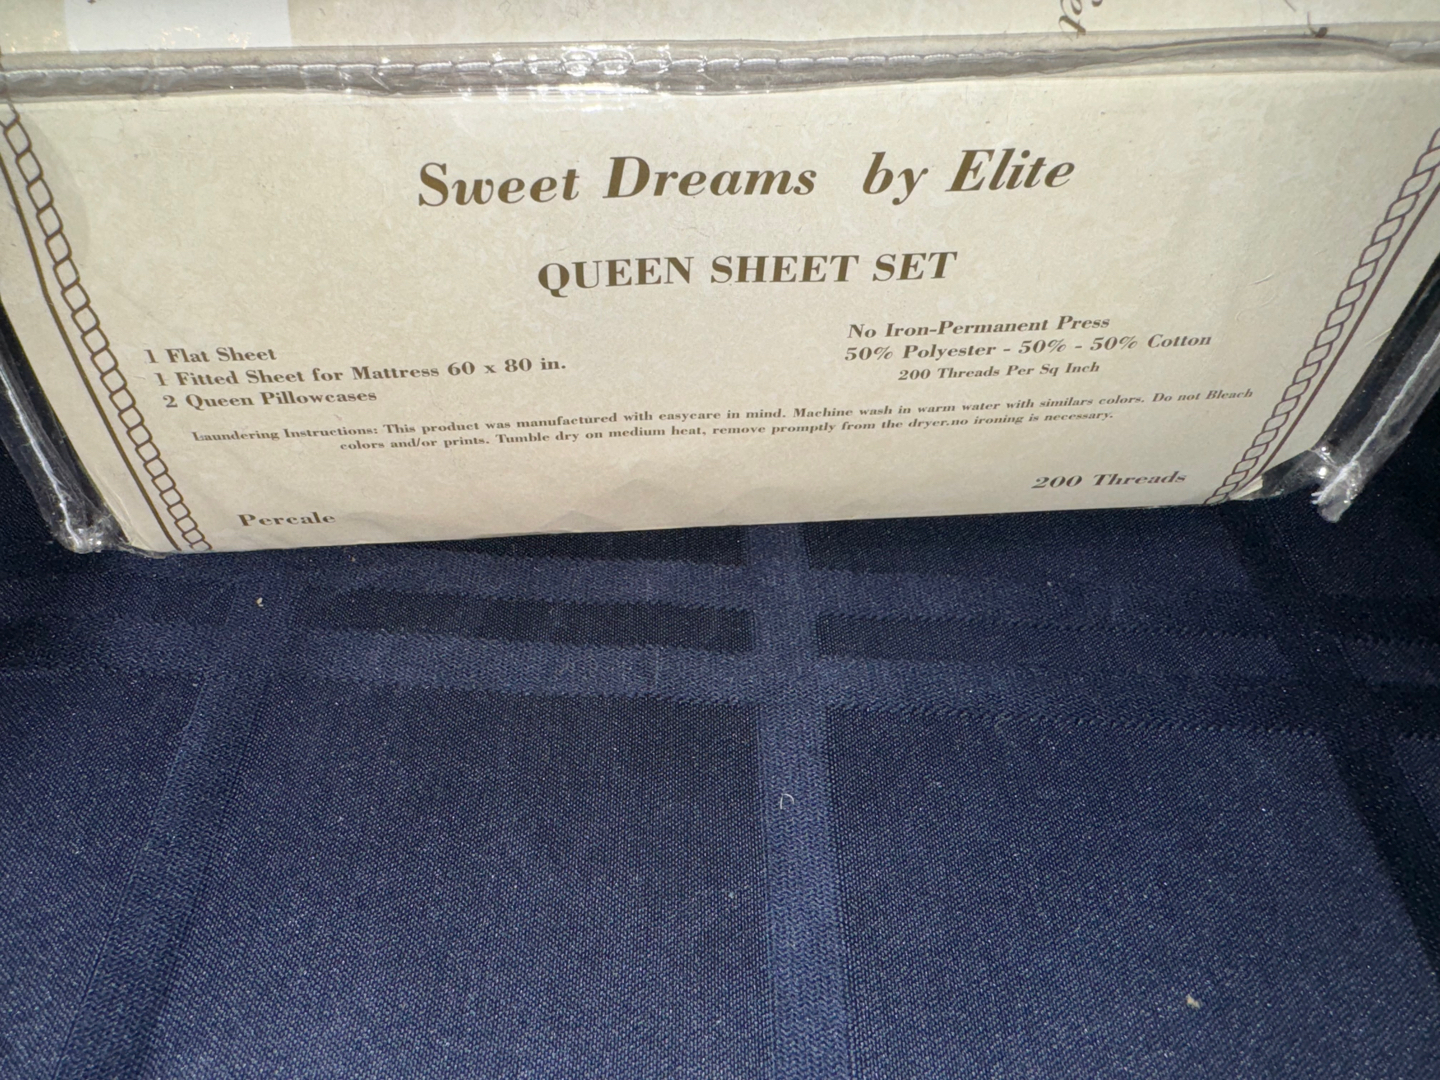 et
Sweet Dreams by Elite
QUEEN SHEET SET
1 Flat Sheet
1 Fitted Sheet for Mattress 60 x 80 in.
2 Queen Pillowcases
No Iron-Permanent Press
50% Polyester - 50% - 50% Cotton
200 Threads Per Sq Inch
Laundering Instructions: This product was manufactured with easycare in mind. Machine wash in warm water with similars colors. Do not Bleach
colors and/or prints. Tumble dry on medium heat, remove promptly from the dryer.no ironing is necessary.
Percale
200 Threads